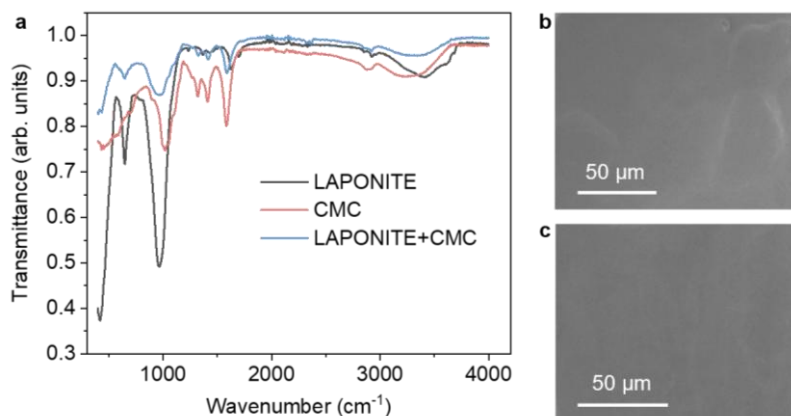 a
Transmittance (arb. units)
1.0
0.9
0.8
0.7
0.6
0.5
0.4
0.3
LAPONITE
CMC
LAPONITE+CMC
1000 2000 3000 4000
Wavenumber (cm⁻¹)
b
50 µm
c
50 µm